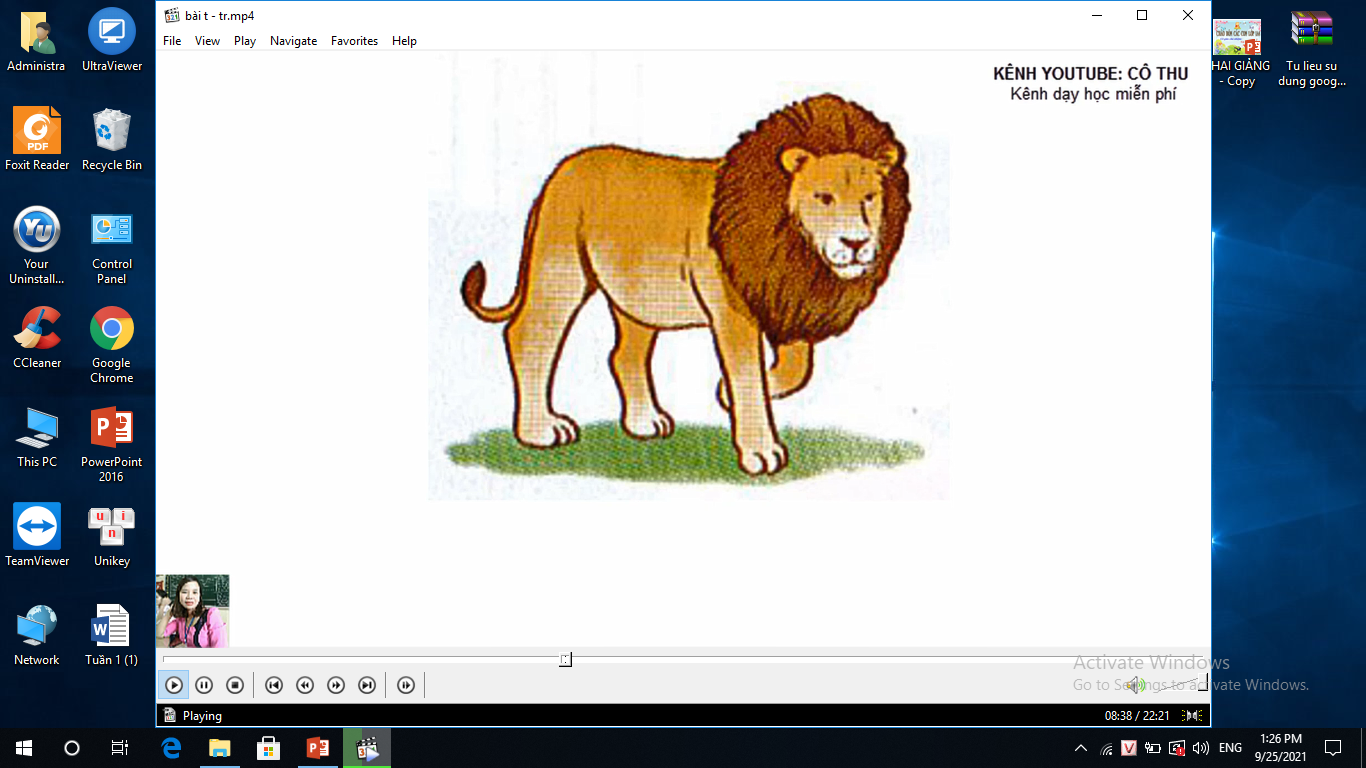 bài t - tr.mp4
File View Play Navigate Favorites Help
KÊNH YOUTUBE: CÔ THU
Kênh dạy học miễn phí
Administra
UltraViewer
Foxit Reader
Recycle Bin
Your
Uninstall...
Control
Panel
CCleaner
Google
Chrome
This PC
PowerPoint
2016
TeamViewer
Unikey
Network
Tuần 1 (1)
HAI GIẢNG
- Copy
Tu lieu su
dung goog...
Activate Windows
Go to Settings to activate Windows.
Playing
08:38 / 22:21
ENG
1:26 PM
9/25/2021